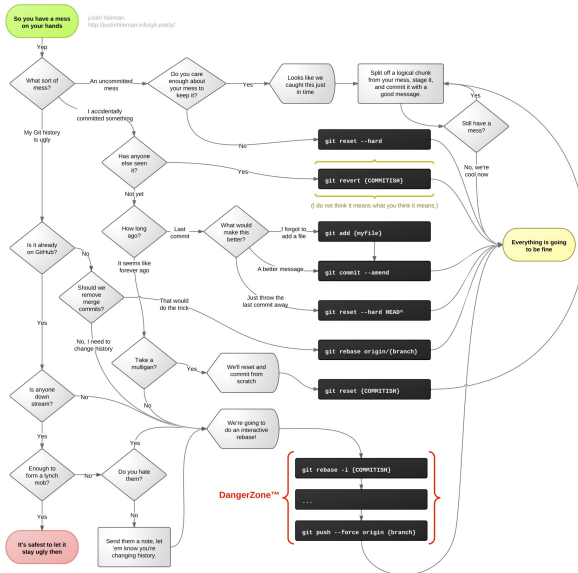 So you have a mess
on your hands
justin hileman
http://justinhileman.info/git-pretty/
Yep
What sort of
mess?
An uncommitted
mess
Do you care
enough about
your mess to
keep it?
Yes
Looks like we
caught this just
in time
Split off a logical chunk
from your mess, stage it,
and commit it with a
good message.
Yes
Still have a
mess?
No, we're
cool now
I accidentally
committed something
My Git history
is ugly
No
git reset --hard
Has anyone
else seen
it?
Yes
git revert {COMMITISH}
(I do not think it means what you think it means.)
Not yet
How long
ago?
Last
commit
What would
make this
better?
I forgot to
add a file
git add {myfile}
Everything is going
to be fine
Is it already
on GitHub?
No
It seems like
forever ago
A better message
git commit --amend
Should we
remove
merge
commits?
That would
do the trick
Just throw the
last commit away
git reset --hard HEAD^
Yes
No, I need to
change history
git rebase origin/{branch}
Take a
mulligan?
Yes
We'll reset and
commit from
scratch
git reset {COMMITISH}
Is anyone
down
stream?
No
No
We're going to
do an interactive
rebase!
Yes
Yes
Enough to
form a lynch
mob?
No
Do you hate
them?
DangerZone™
git rebase -i {COMMITISH}
...
git push --force origin {branch}
Yes
No
It's safest to let it
stay ugly then
Send them a note, let
'em know you're
changing history.